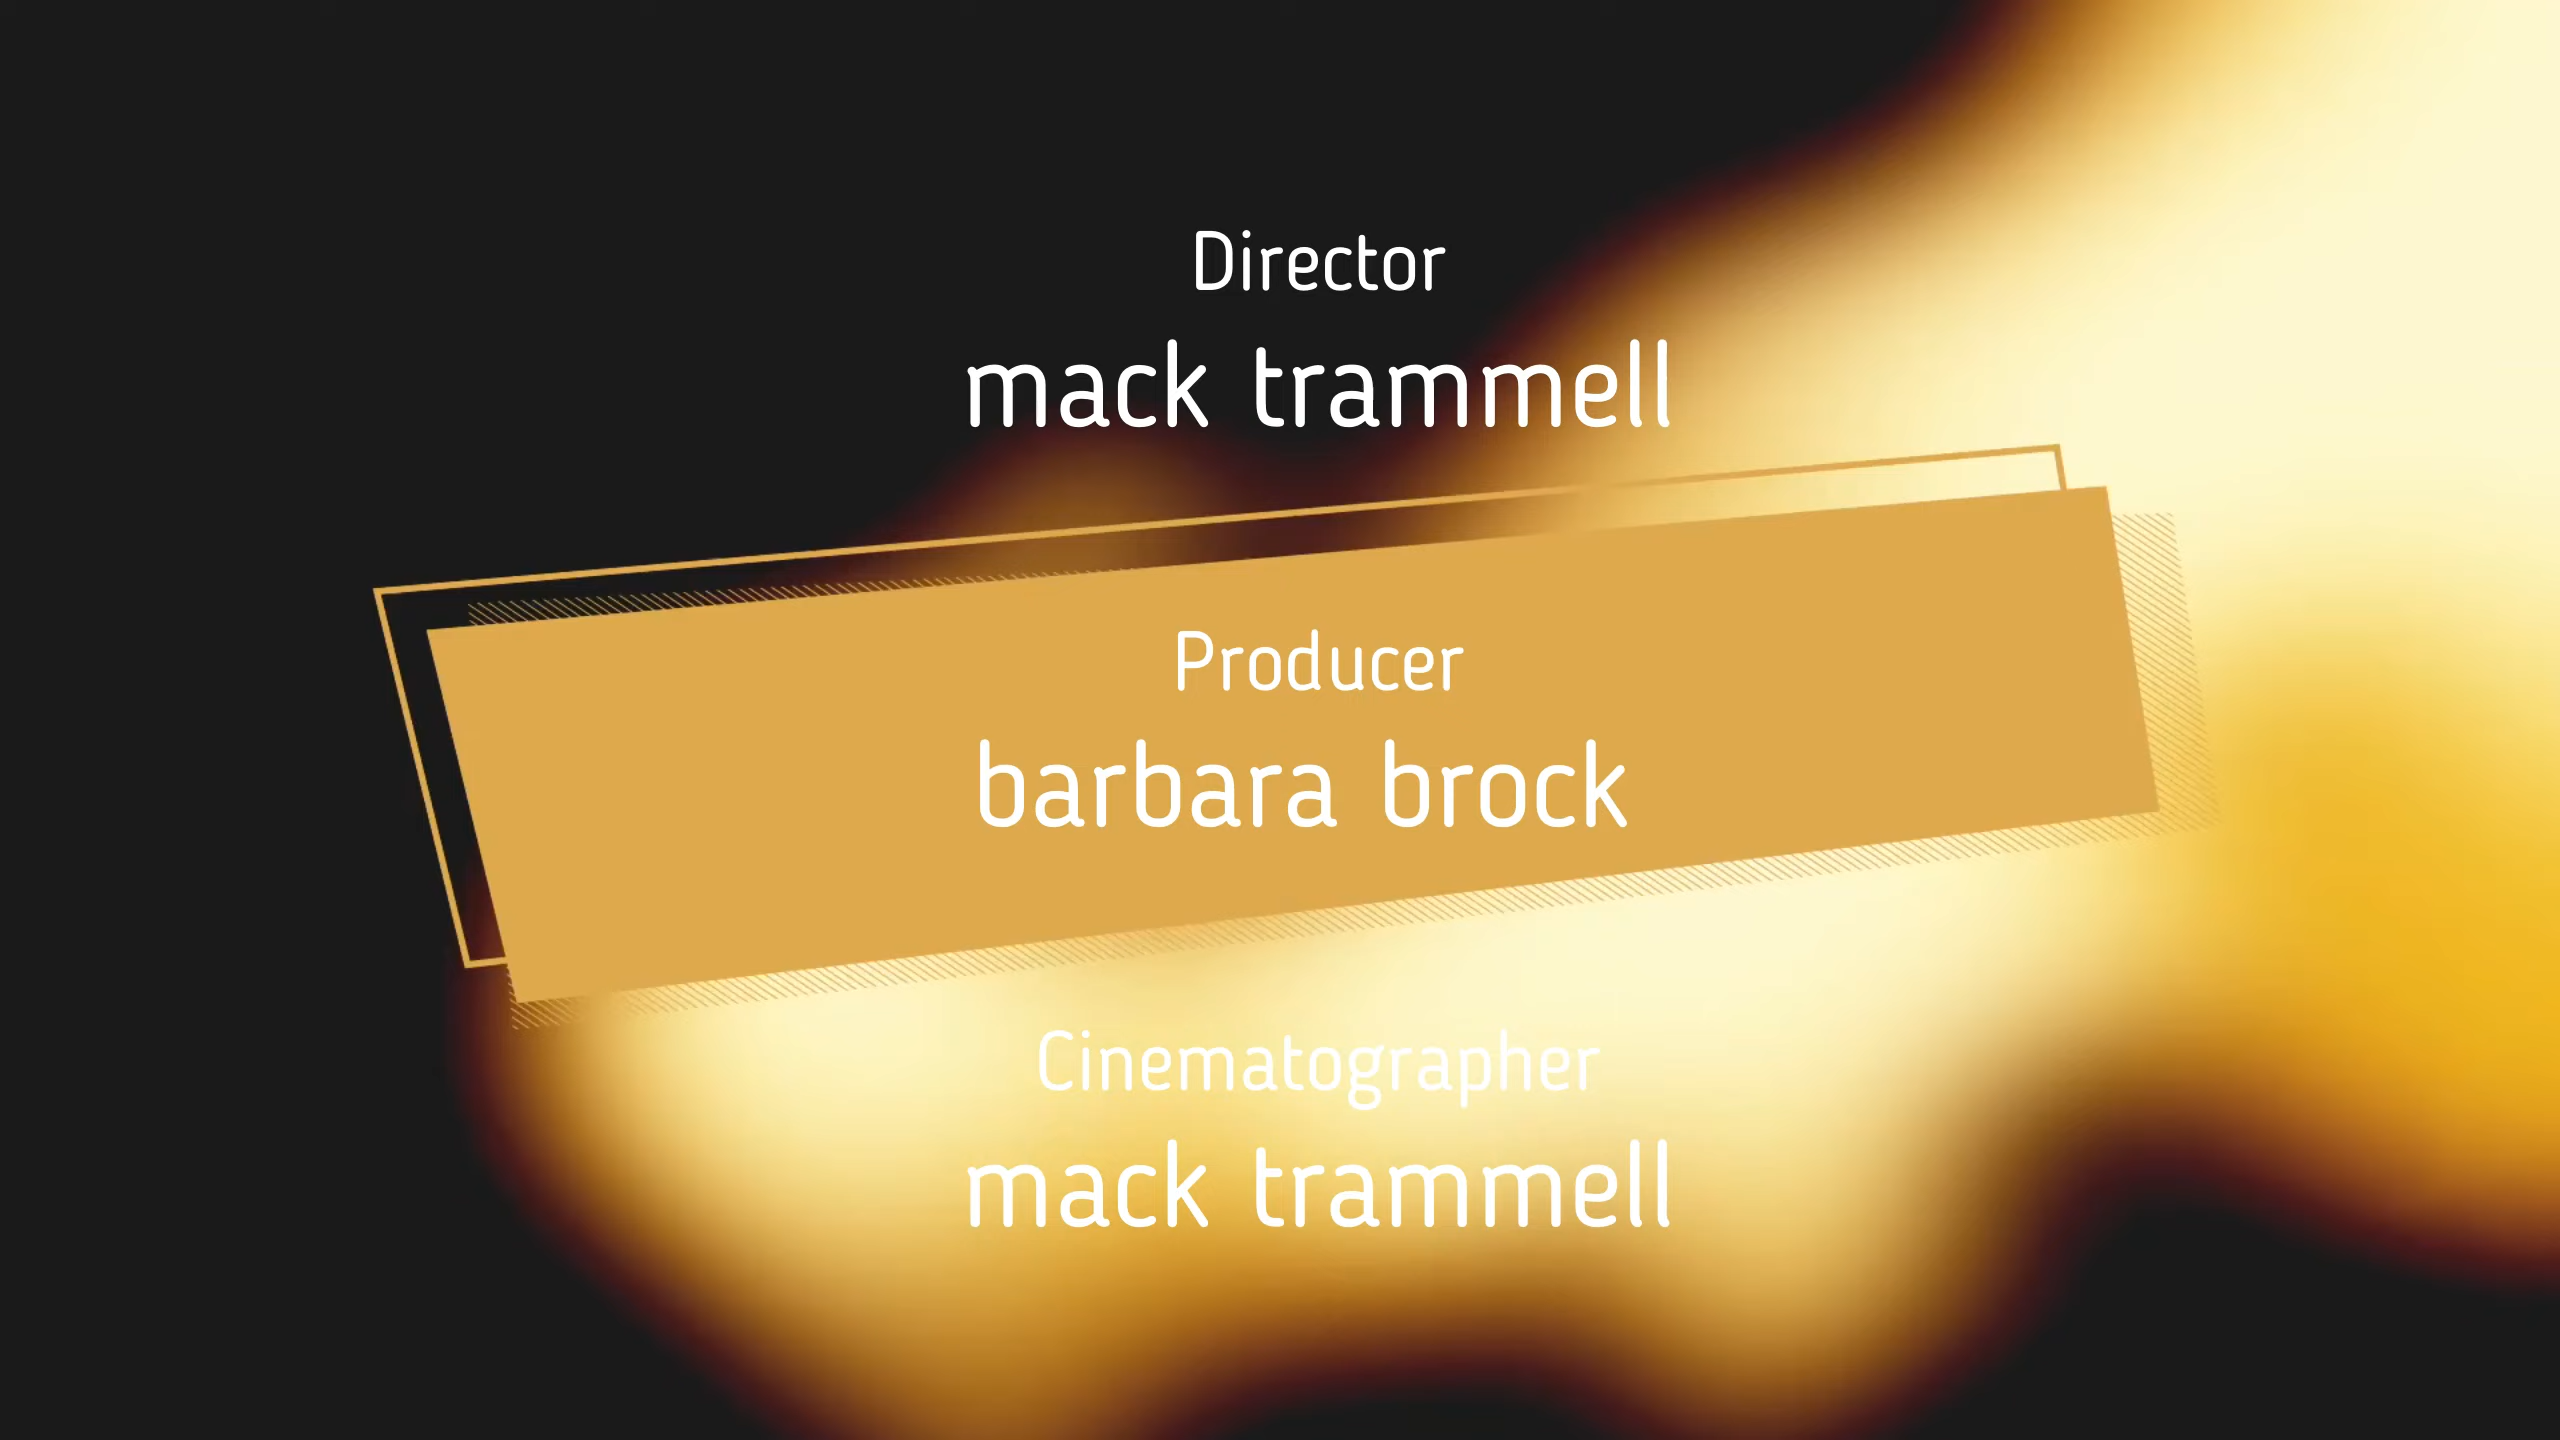 Director
mack trammell
Producer
barbara brock
Cinematographer
mack trammell